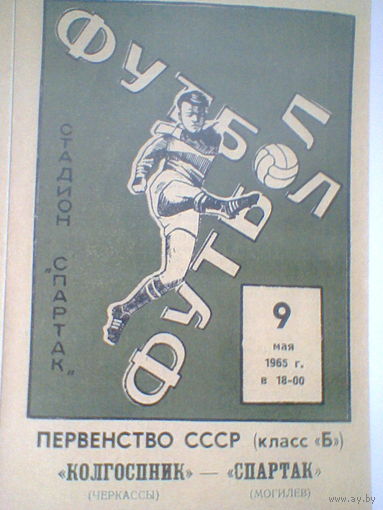 ФУТБОЛ
ФУТБОЛ
СТАДИОН „СПАРТАК„
9
мая
1965 г.
в 18-00
ПЕРВЕНСТВО СССР (класс «Б»)
«КОЛГОСПНИК» — «СПАРТАК»
(ЧЕРКАССЫ) (МОГИЛЕВ)
www.ay.by